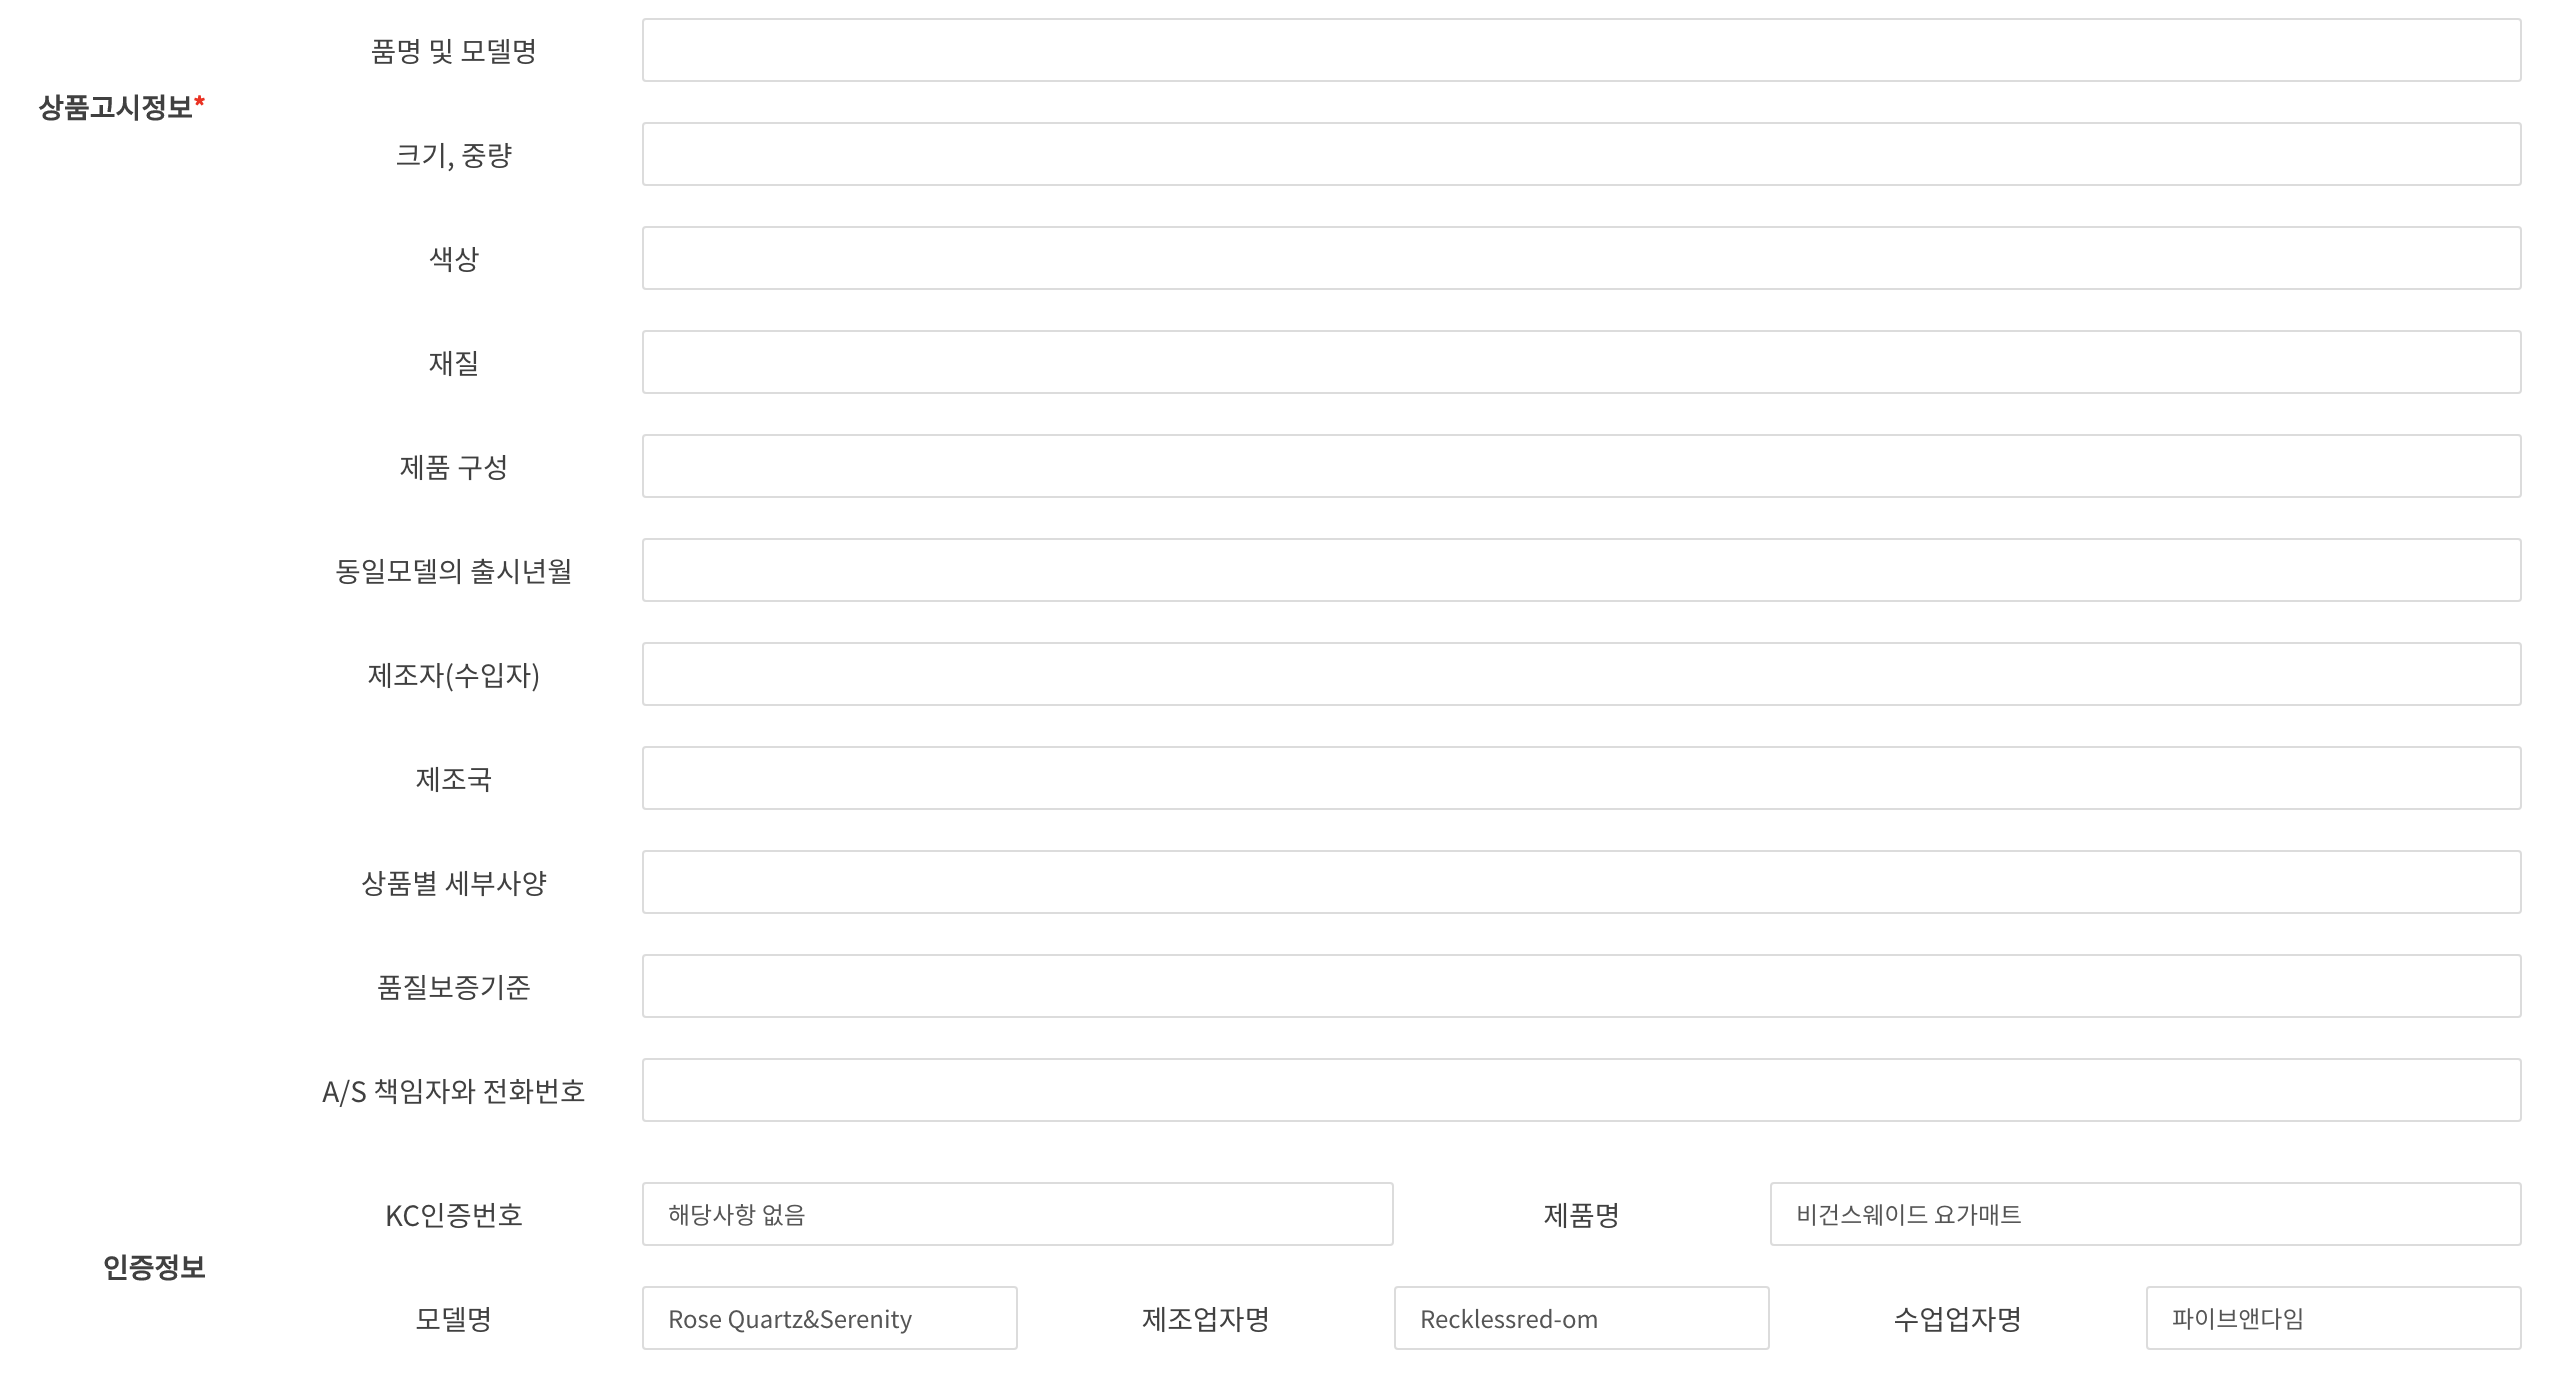 품명 및 모델명
상품고시정보*
크기, 중량
색상
재질
제품 구성
동일모델의 출시년월
제조자(수입자)
제조국
상품별 세부사양
품질보증기준
A/S 책임자와 전화번호
인증정보
KC인증번호 해당사항 없음 제품명 비건스웨이드 요가매트
모델명 Rose Quartz&Serenity 제조업자명 Recklessred-om 수업업자명 파이브앤다임